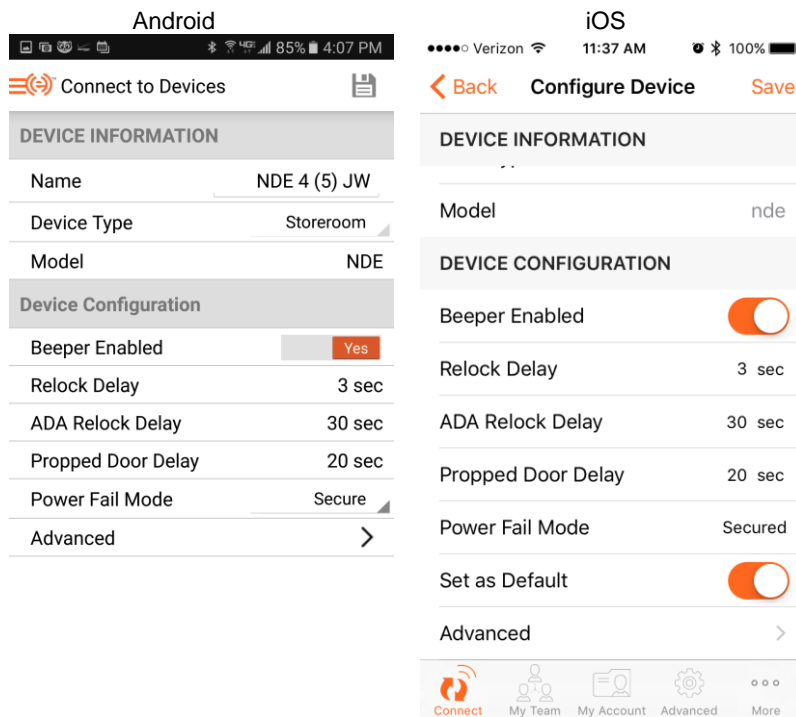 Android
4G 85% 4:07 PM
Connect to Devices
DEVICE INFORMATION
Name NDE 4 (5) JW
Device Type Storeroom
Model NDE
Device Configuration
Beeper Enabled Yes
Relock Delay 3 sec
ADA Relock Delay 30 sec
Propped Door Delay 20 sec
Power Fail Mode Secure
Advanced
iOS
Verizon 11:37 AM 100%
Back Configure Device Save
DEVICE INFORMATION
Model nde
DEVICE CONFIGURATION
Beeper Enabled
Relock Delay 3 sec
ADA Relock Delay 30 sec
Propped Door Delay 20 sec
Power Fail Mode Secured
Set as Default
Advanced
Connect My Team My Account Advanced More